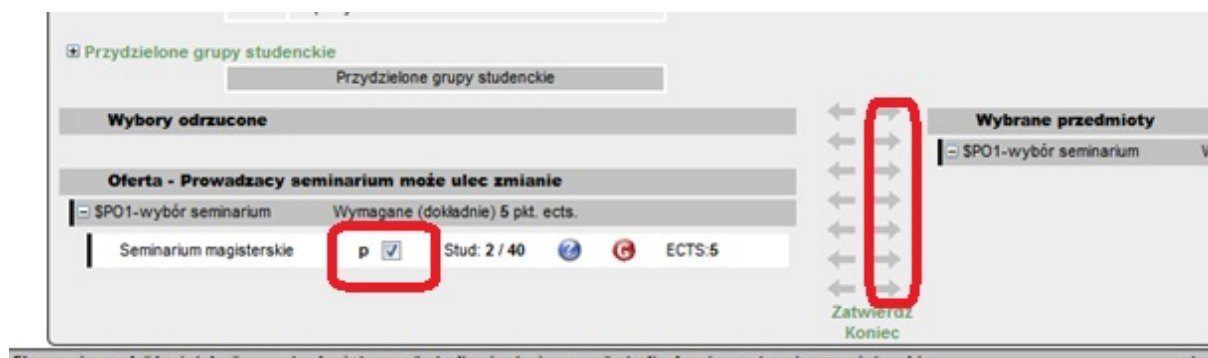 Przydzielone grupy studenckie
Przydzielone grupy studenckie
Wybory odrzucone
Oferta - Prowadzacy seminarium może ulec zmianie
$PO1-wybór seminarium Wymagane (dokładnie) 5 pkt. ects.
Seminarium magisterskie p Stud: 2 / 40 ? G ECTS:5
Zatwierdź
Koniec
Wybrane przedmioty
$PO1-wybór seminarium W